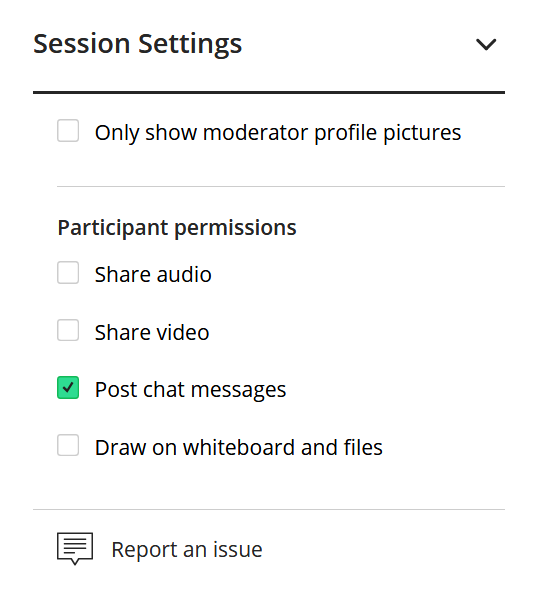 Session Settings
Only show moderator profile pictures
Participant permissions
Share audio
Share video
Post chat messages
Draw on whiteboard and files
Report an issue